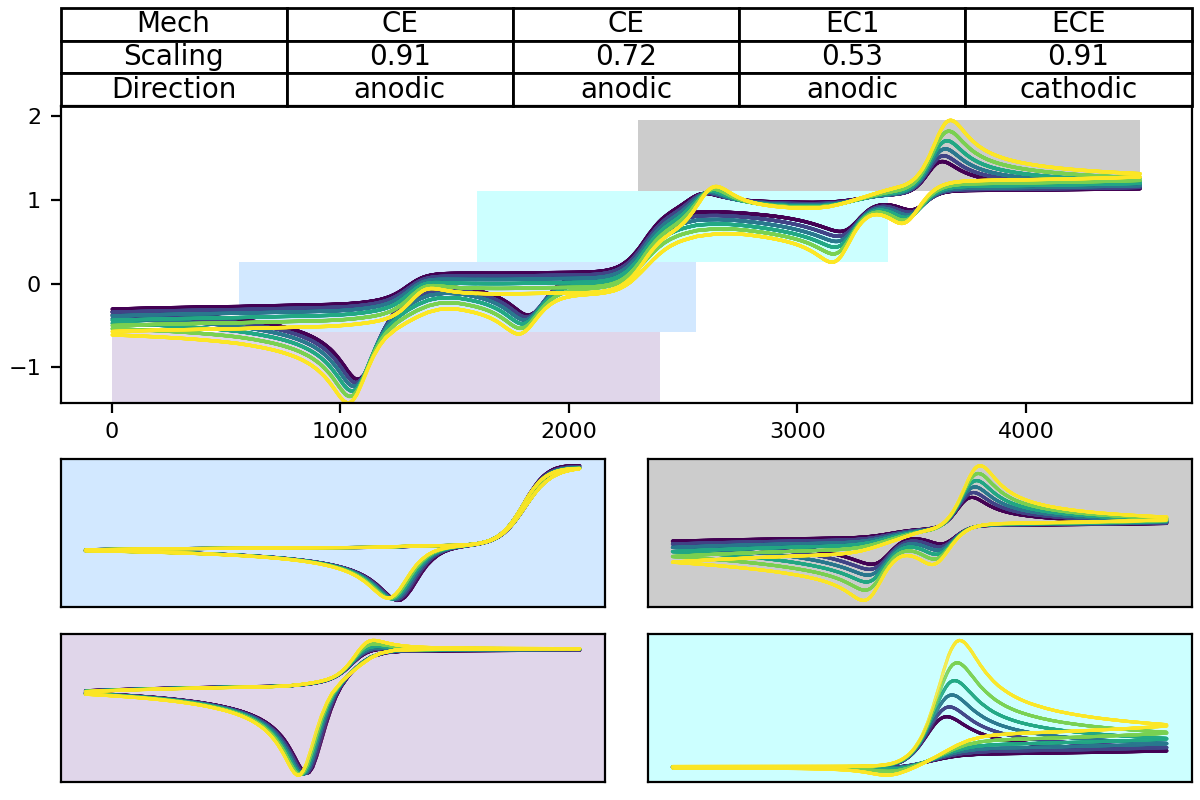 Mech CE CE EC1 ECE
Scaling 0.91 0.72 0.53 0.91
Direction anodic anodic anodic cathodic
2
1
0
−1
0 1000 2000 3000 4000